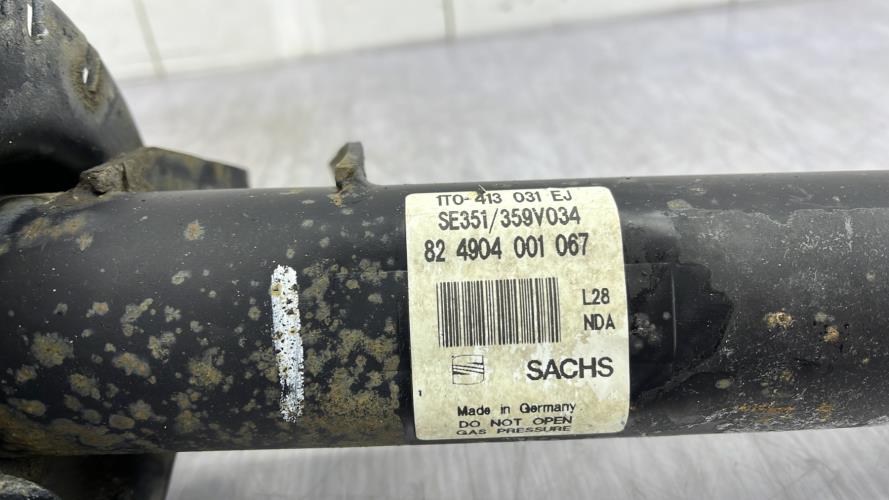 1T0-413 031 EJ
SE351/359V034
82 4904 001 067
L28
NDA
SACHS
1
Made in Germany
DO NOT OPEN
GAS PRESSURE